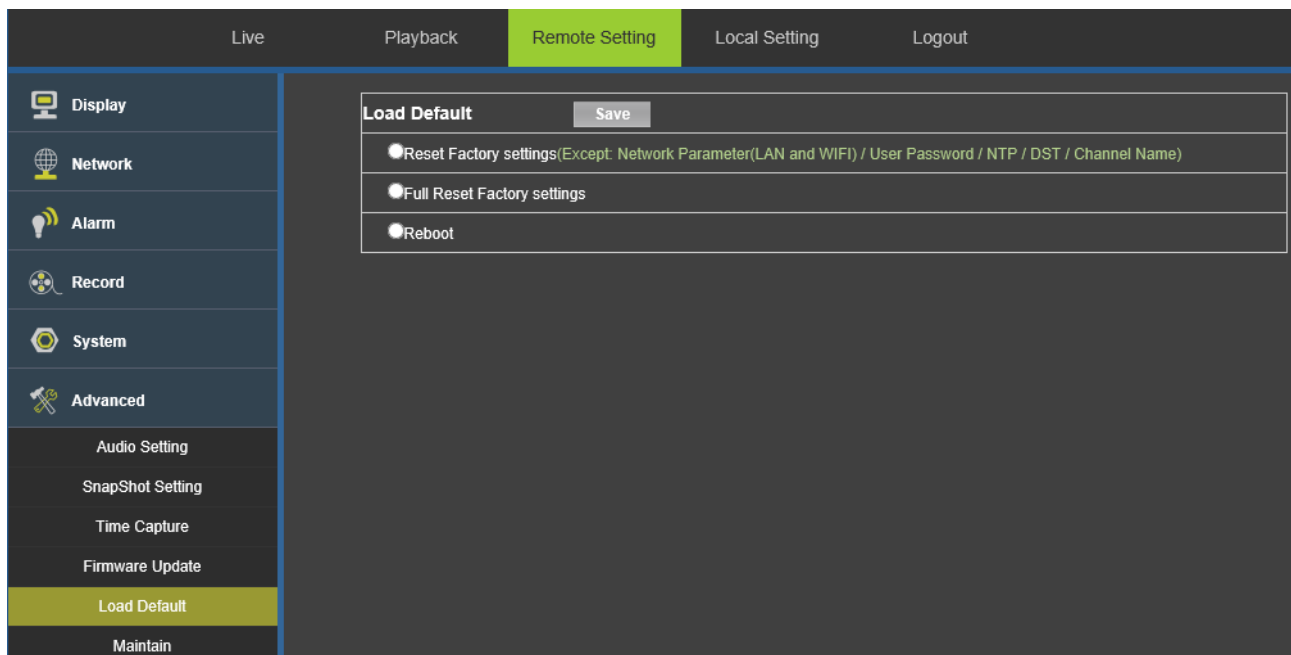 Live Playback Remote Setting Local Setting Logout
Display
Network
Alarm
Record
System
Advanced
Audio Setting
SnapShot Setting
Time Capture
Firmware Update
Load Default
Maintain
Load Default Save
Reset Factory settings(Except: Network Parameter(LAN and WIFI) / User Password / NTP / DST / Channel Name)
Full Reset Factory settings
Reboot